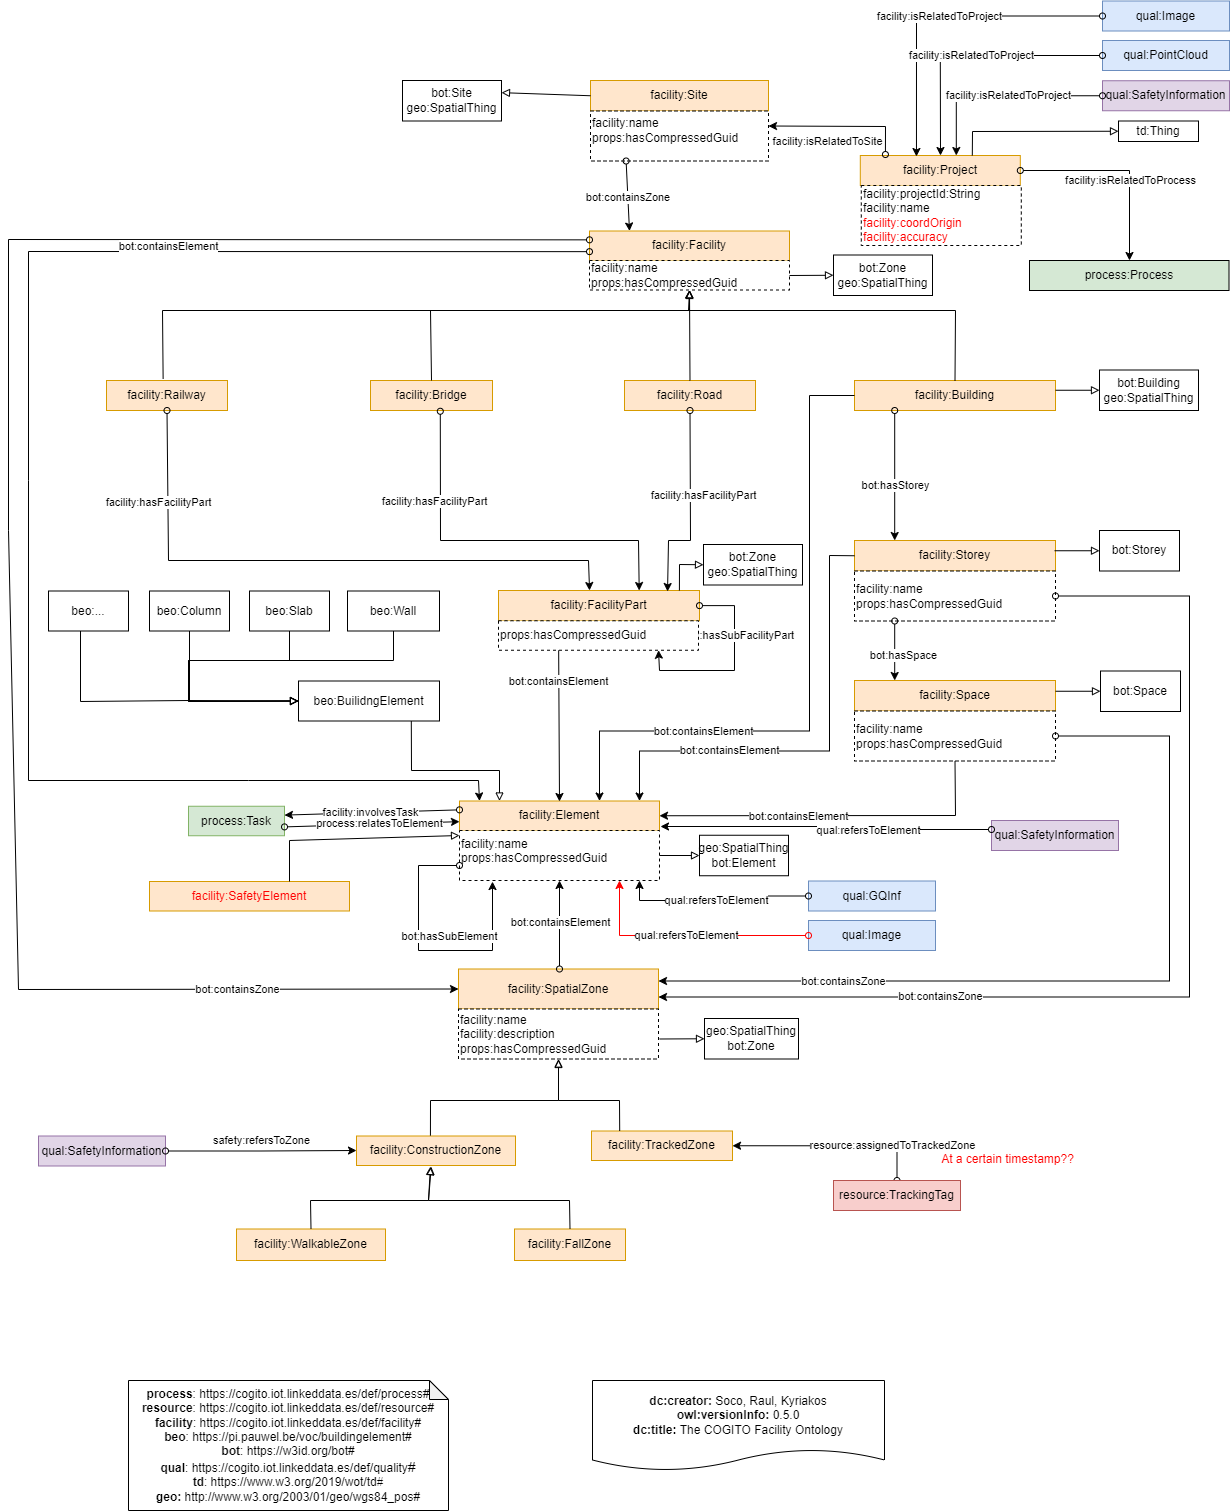 facility:isRelatedToProject
qual:Image
facility:isRelatedToProject
qual:PointCloud
bot:Site
geo:SpatialThing
facility:Site
facility:isRelatedToProject
qual:SafetyInformation
facility:name
props:hasCompressedGuid
facility:isRelatedToSite
td:Thing
facility:Project
facility:isRelatedToProcess
facility:projectId:String
facility:name
facility:coordOrigin
facility:accuracy
bot:containsZone
bot:containsElement
facility:Facility
facility:name
props:hasCompressedGuid
bot:Zone
geo:SpatialThing
process:Process
facility:Railway
facility:Bridge
facility:Road
facility:Building
bot:Building
geo:SpatialThing
facility:hasFacilityPart
facility:hasFacilityPart
facility:hasFacilityPart
bot:hasStorey
bot:Zone
geo:SpatialThing
facility:Storey
bot:Storey
facility:name
props:hasCompressedGuid
beo:...
beo:Column
beo:Slab
beo:Wall
facility:FacilityPart
props:hasCompressedGuid
:hasSubFacilityPart
bot:hasSpace
bot:containsElement
beo:BuilidngElement
facility:Space
bot:Space
facility:name
props:hasCompressedGuid
bot:containsElement
bot:containsElement
process:Task
facility:involvesTask
process:relatesToElement
facility:Element
bot:containsElement
qual:refersToElement
qual:SafetyInformation
facility:name
props:hasCompressedGuid
geo:SpatialThing
bot:Element
facility:SafetyElement
qual:refersToElement
qual:GQInf
bot:hasSubElement
bot:containsElement
qual:refersToElement
qual:Image
bot:containsZone
facility:SpatialZone
bot:containsZone
bot:containsZone
facility:name
facility:description
props:hasCompressedGuid
geo:SpatialThing
bot:Zone
qual:SafetyInformation
safety:refersToZone
facility:ConstructionZone
facility:TrackedZone
resource:assignedToTrackedZone
At a certain timestamp??
resource:TrackingTag
facility:WalkableZone
facility:FallZone
process: https://cogito.iot.linkeddata.es/def/process#
resource: https://cogito.iot.linkeddata.es/def/resource#
facility: https://cogito.iot.linkeddata.es/def/facility#
beo: https://pi.pauwel.be/voc/buildingelement#
bot: https://w3id.org/bot#
qual: https://cogito.iot.linkeddata.es/def/quality#
td: https://www.w3.org/2019/wot/td#
geo: http://www.w3.org/2003/01/geo/wgs84_pos#
dc:creator: Soco, Raul, Kyriakos
owl:versionInfo: 0.5.0
dc:title: The COGITO Facility Ontology